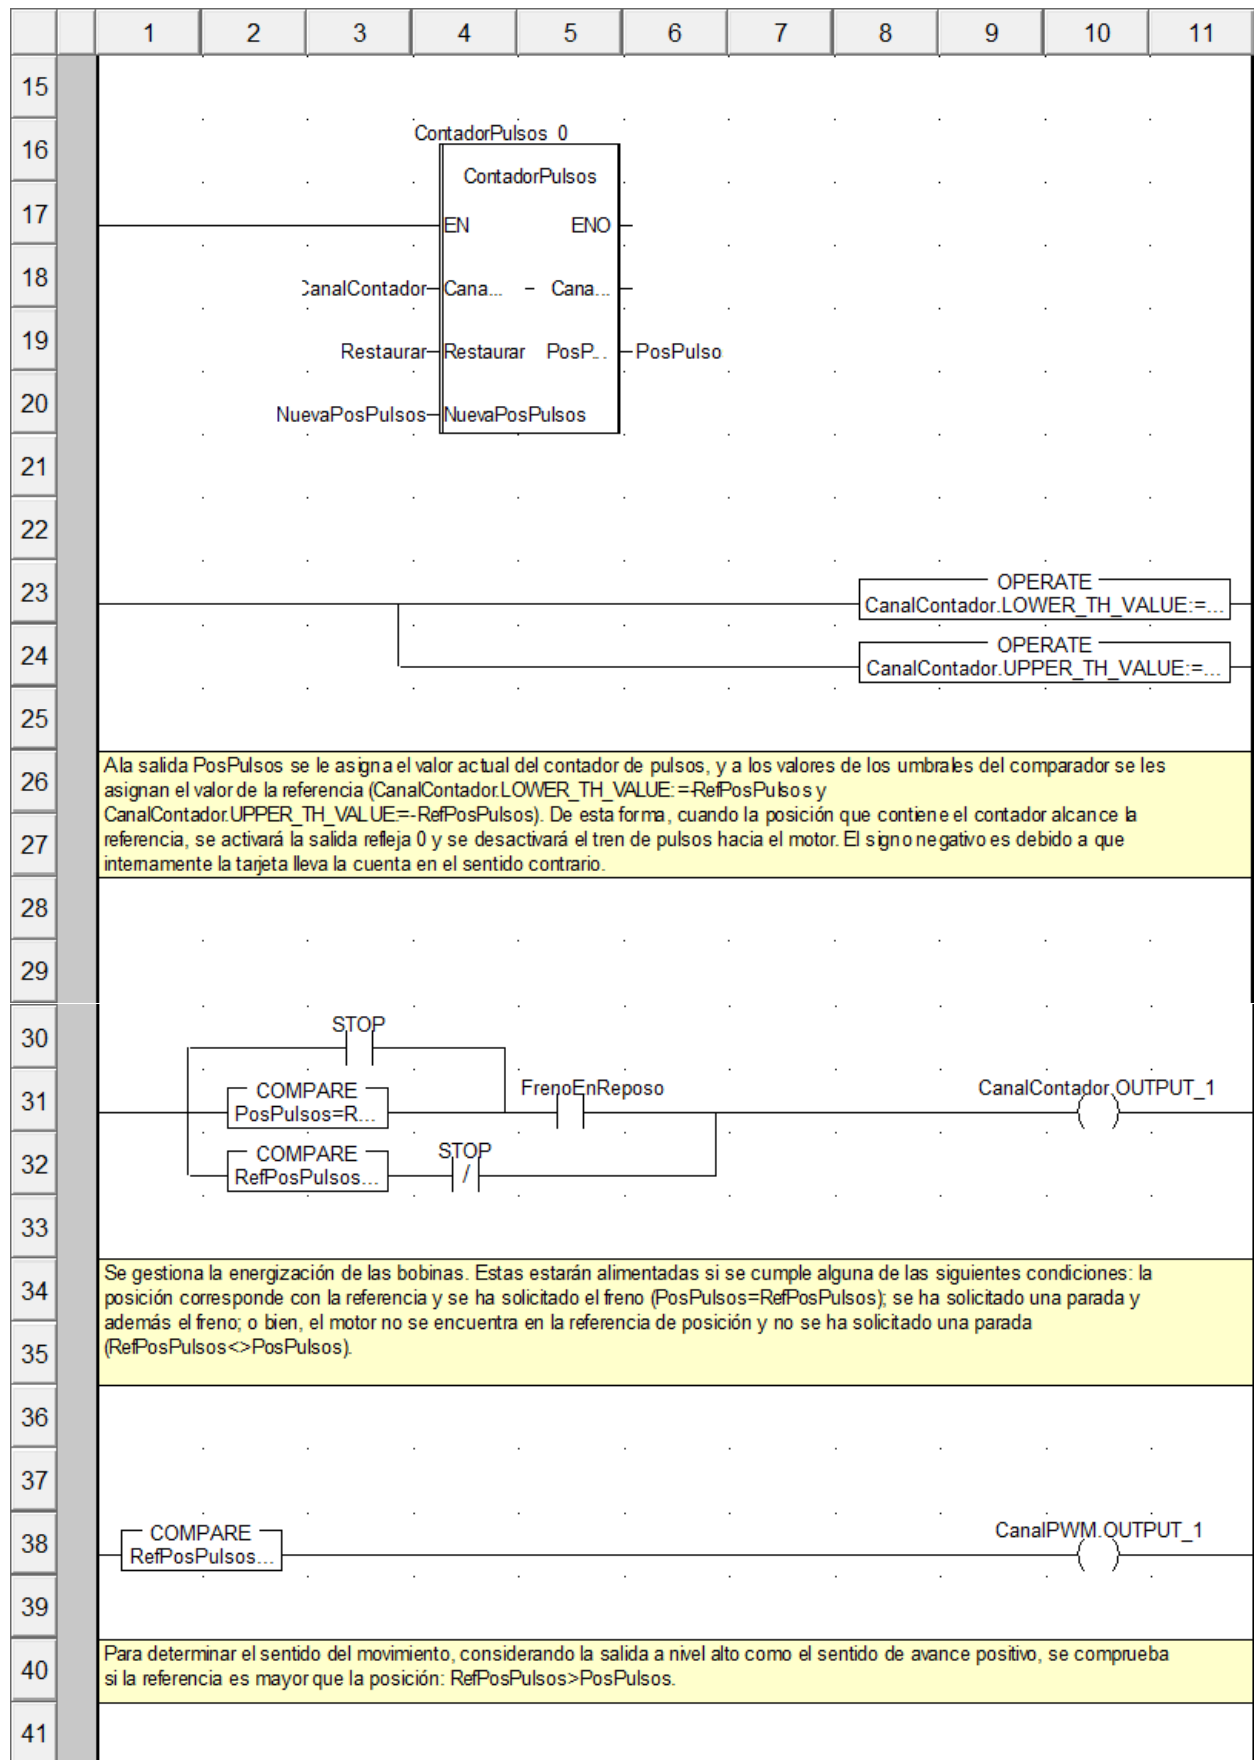 1 2 3 4 5 6 7 8 9 10 11
15
16 ContadorPulsos_0
ContadorPulsos
17 EN ENO
18 CanalContador Cana... - Cana...
19 Restaurar Restaurar PosP... PosPulso
20 NuevaPosPulsos NuevaPosPulsos
21
22
23 OPERATE
CanalContador.LOWER_TH_VALUE:=...
24 OPERATE
CanalContador.UPPER_TH_VALUE:=...
25
26
27
A la salida PosPulsos se le asigna el valor actual del contador de pulsos, y a los valores de los umbrales del comparador se les
asignan el valor de la referencia (CanalContador.LOWER_TH_VALUE:=-RefPosPulsos y
CanalContador.UPPER_TH_VALUE:=-RefPosPulsos). De esta forma, cuando la posición que contiene el contador alcance la
referencia, se activará la salida refleja 0 y se desactivará el tren de pulsos hacia el motor. El signo negativo es debido a que
internamente la tarjeta lleva la cuenta en el sentido contrario.
28
29
30 STOP
31 COMPARE FrenoEnReposo CanalContador.OUTPUT_1
PosPulsos=R...
32 COMPARE STOP
RefPosPulsos... /
33
34
35
Se gestiona la energización de las bobinas. Estas estarán alimentadas si se cumple alguna de las siguientes condiciones: la
posición corresponde con la referencia y se ha solicitado el freno (PosPulsos=RefPosPulsos); se ha solicitado una parada y
además el freno; o bien, el motor no se encuentra en la referencia de posición y no se ha solicitado una parada
(RefPosPulsos<>PosPulsos).
36
37
38 COMPARE CanalPWM.OUTPUT_1
RefPosPulsos...
39
40
Para determinar el sentido del movimiento, considerando la salida a nivel alto como el sentido de avance positivo, se comprueba
si la referencia es mayor que la posición: RefPosPulsos>PosPulsos.
41